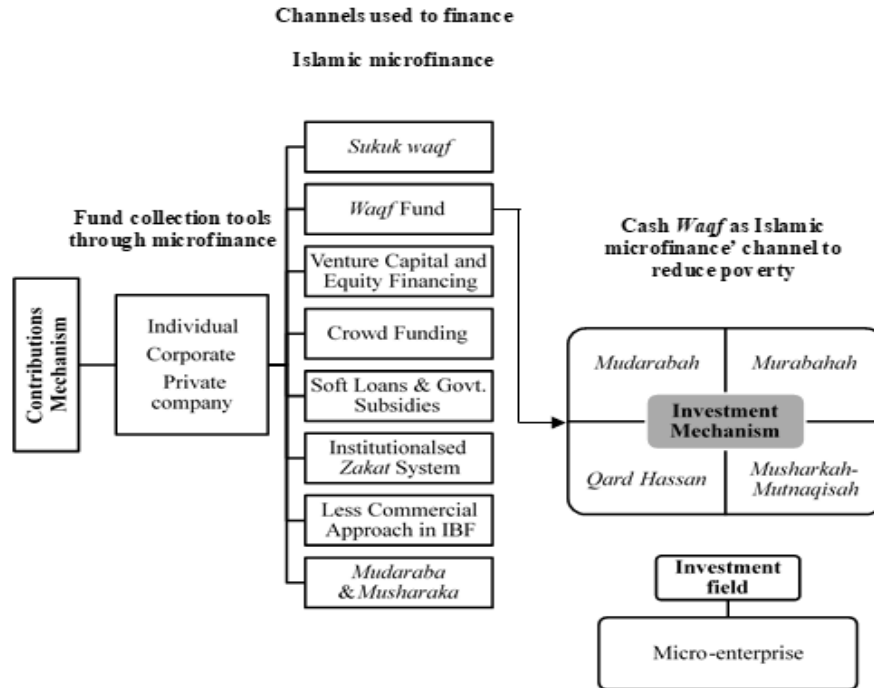 Channels used to finance
Islamic microfinance
Fund collection tools
through microfinance
Contributions
Mechanism
Individual
Corporate
Private
company
Sukuk waqf
Waqf Fund
Venture Capital and
Equity Financing
Crowd Funding
Soft Loans & Govt.
Subsidies
Institutionalised
Zakat System
Less Commercial
Approach in IBF
Mudaraba
& Musharaka
Cash Waqf as Islamic
microfinance’ channel to
reduce poverty
Mudarabah
Murabahah
Investment
Mechanism
Qard Hassan
Musharkah-
Mutnaqisah
Investment
field
Micro-enterprise